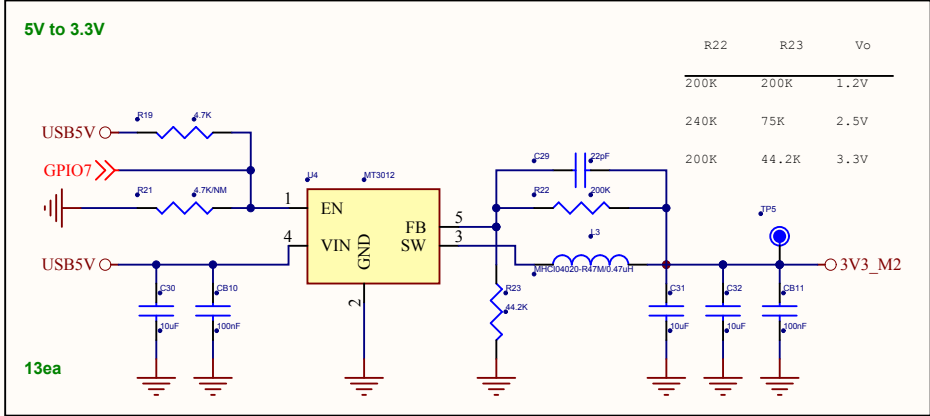 5V to 3.3V
R22 R23 Vo
200K 200K 1.2V
240K 75K 2.5V
200K 44.2K 3.3V
R19 4.7K
USB5V
GPIO7
R21 4.7K/NM
U4 MT3012
1 EN
4 VIN
GND
2
FB 5
SW 3
USB5V
C30
10uF
CB10
100nF
C29 22pF
R22 200K
L3
MHCI04020-R47M/0.47uH
R23
44.2K
TP5
3V3_M2
C31
10uF
C32
10uF
CB11
100nF
13ea